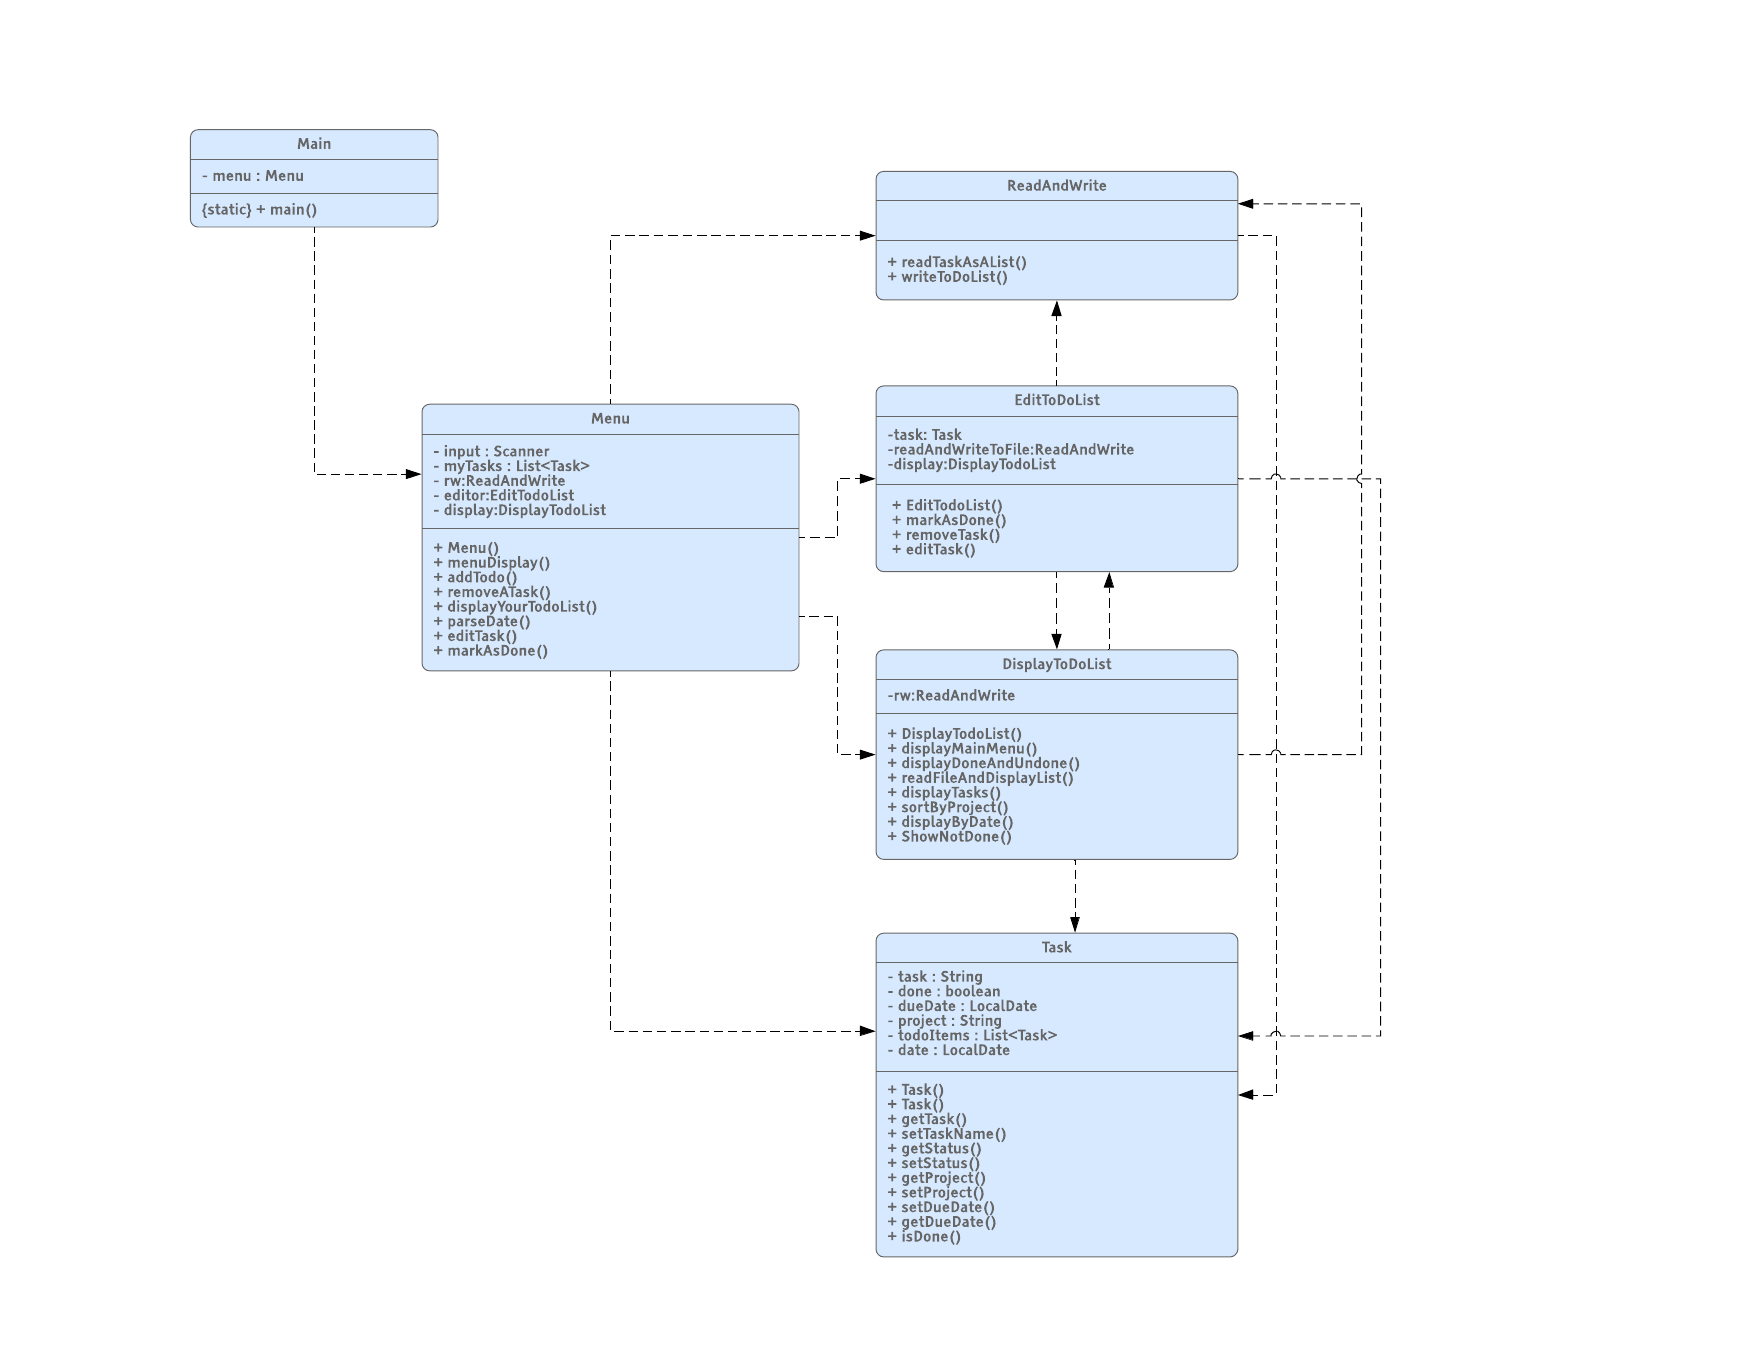 Main
- menu : Menu
{static} + main()
ReadAndWrite
+ readTaskAsAList()
+ writeToDoList()
Menu
- input : Scanner
- myTasks : List<Task>
- rw:ReadAndWrite
- editor:EditTodoList
- display:DisplayTodoList
+ Menu()
+ menuDisplay()
+ addTodo()
+ removeATask()
+ displayYourTodoList()
+ parseDate()
+ editTask()
+ markAsDone()
EditToDoList
-task: Task
-readAndWriteToFile:ReadAndWrite
-display:DisplayTodoList
+ EditTodoList()
+ markAsDone()
+ removeTask()
+ editTask()
DisplayToDoList
-rw:ReadAndWrite
+ DisplayTodoList()
+ displayMainMenu()
+ displayDoneAndUndone()
+ readFileAndDisplayList()
+ displayTasks()
+ sortByProject()
+ displayByDate()
+ ShowNotDone()
Task
- task : String
- done : boolean
- dueDate : LocalDate
- project : String
- todoItems : List<Task>
- date : LocalDate
+ Task()
+ Task()
+ getTask()
+ setTaskName()
+ getStatus()
+ setStatus()
+ getProject()
+ setProject()
+ setDueDate()
+ getDueDate()
+ isDone()